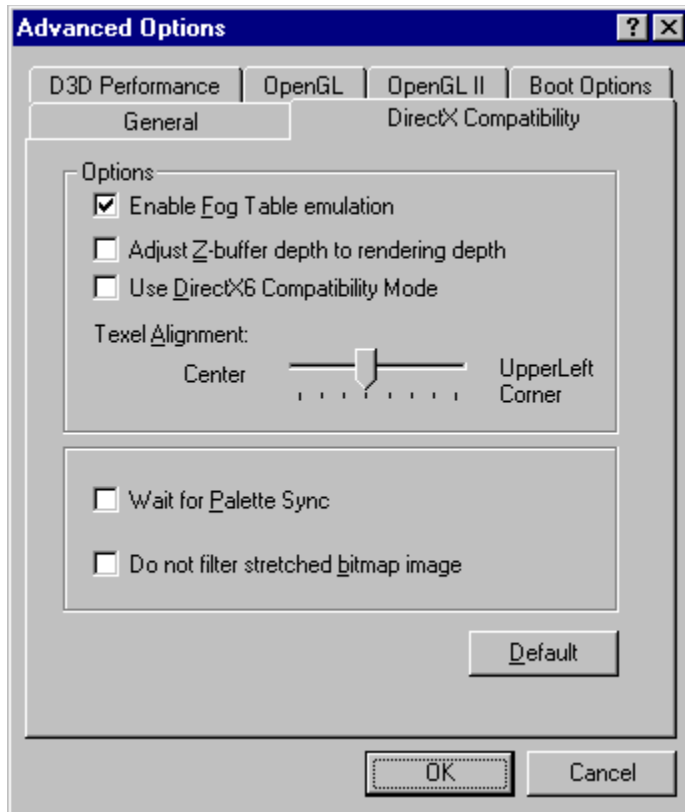 Advanced Options
D3D Performance OpenGL OpenGL II Boot Options
General DirectX Compatibility
Options
Enable Fog Table emulation
Adjust Z-buffer depth to rendering depth
Use DirectX6 Compatibility Mode
Texel Alignment:
Center UpperLeft
Corner
Wait for Palette Sync
Do not filter stretched bitmap image
Default
OK Cancel